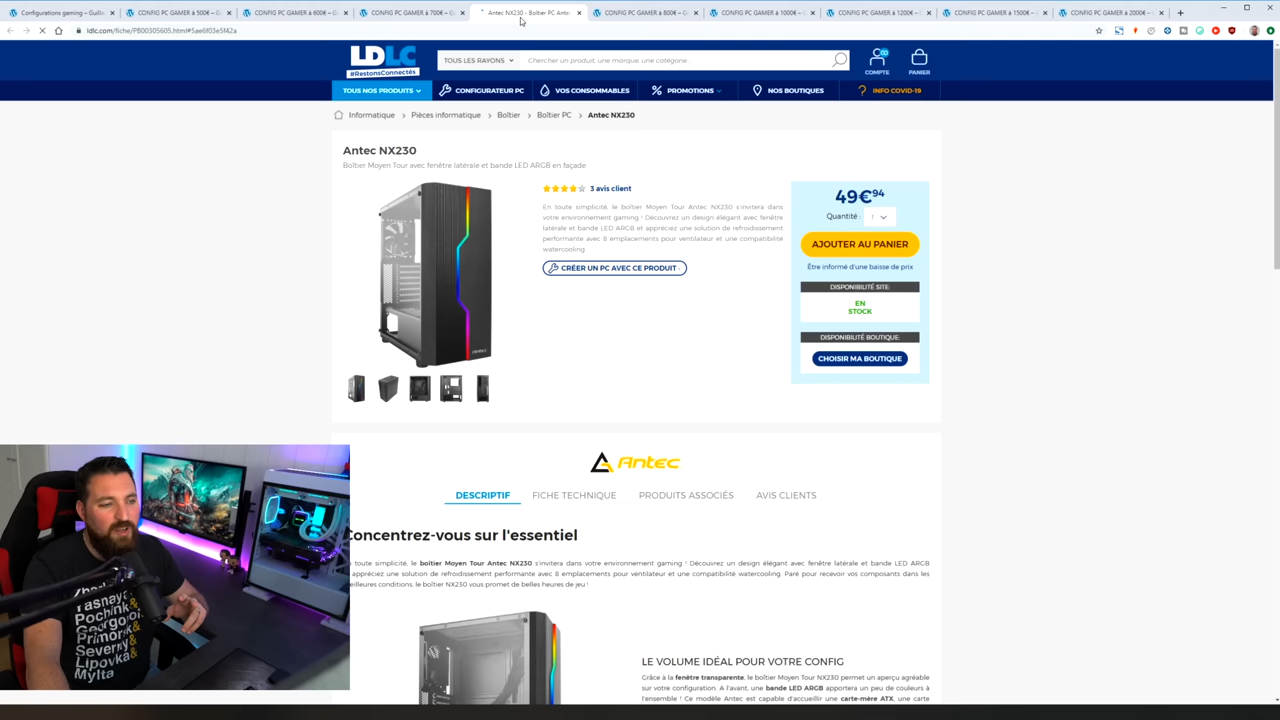 Configurations gaming – Guille
CONFIG PC GAMER à 500€ – G
CONFIG PC GAMER à 600€ – G
CONFIG PC GAMER à 700€ – G
Antec NX230 - Boîtier PC Ante
CONFIG PC GAMER à 800€ – G
CONFIG PC GAMER à 1000€ –
CONFIG PC GAMER à 1200€ –
CONFIG PC GAMER à 1500€ –
CONFIG PC GAMER à 2000€ –
ldlc.com/fiche/PB00305605.html#5ae6f03e5f42a
LDLC
#RestonsConnectés
TOUS LES RAYONS
Chercher un produit, une marque, une catégorie.
COMPTE
PANIER
TOUS NOS PRODUITS
CONFIGURATEUR PC
VOS CONSOMMABLES
PROMOTIONS
NOS BOUTIQUES
INFO COVID-19
Informatique > Pièces informatique > Boîtier > Boîtier PC > Antec NX230
Antec NX230
Boîtier Moyen Tour avec fenêtre latérale et bande LED ARGB en façade
3 avis client
En toute simplicité, le boîtier Moyen Tour Antec NX230 s'invitera dans
votre environnement gaming ! Découvrez un design élégant avec fenêtre
latérale et bande LED ARGB et appréciez une solution de refroidissement
performante avec 8 emplacements pour ventilateur et une compatibilité
watercooling.
CRÉER UN PC AVEC CE PRODUIT
49€94
Quantité :
AJOUTER AU PANIER
Être informé d'une baisse de prix
DISPONIBILITÉ SITE:
EN
STOCK
DISPONIBILITÉ BOUTIQUE:
CHOISIR MA BOUTIQUE
ANTEC
Antec
DESCRIPTIF
FICHE TECHNIQUE
PRODUITS ASSOCIÉS
AVIS CLIENTS
Concentrez-vous sur l'essentiel
toute simplicité, le boîtier Moyen Tour Antec NX230 s'invitera dans votre environnement gaming ! Découvrez un design élégant avec fenêtre latérale et bande LED ARGB
appréciez une solution de refroidissement performante avec 8 emplacements pour ventilateur et une compatibilité watercooling. Paré pour recevoir vos composants dans les
eilleures conditions, le boîtier NX230 vous promet de belles heures de jeu !
LE VOLUME IDÉAL POUR VOTRE CONFIG
Grâce à la fenêtre transparente, le boîtier Moyen Tour NX230 permet un aperçu agréable
sur votre configuration. A l'avant, une bande LED ARGB apportera un peu de couleurs à
l'ensemble ! Ce modèle Antec est capable d'accueillir une carte-mère ATX, une carte
Yasnaya
Pochinki
Georgopol
Primorsk
Severny
Lipovka
Mylta